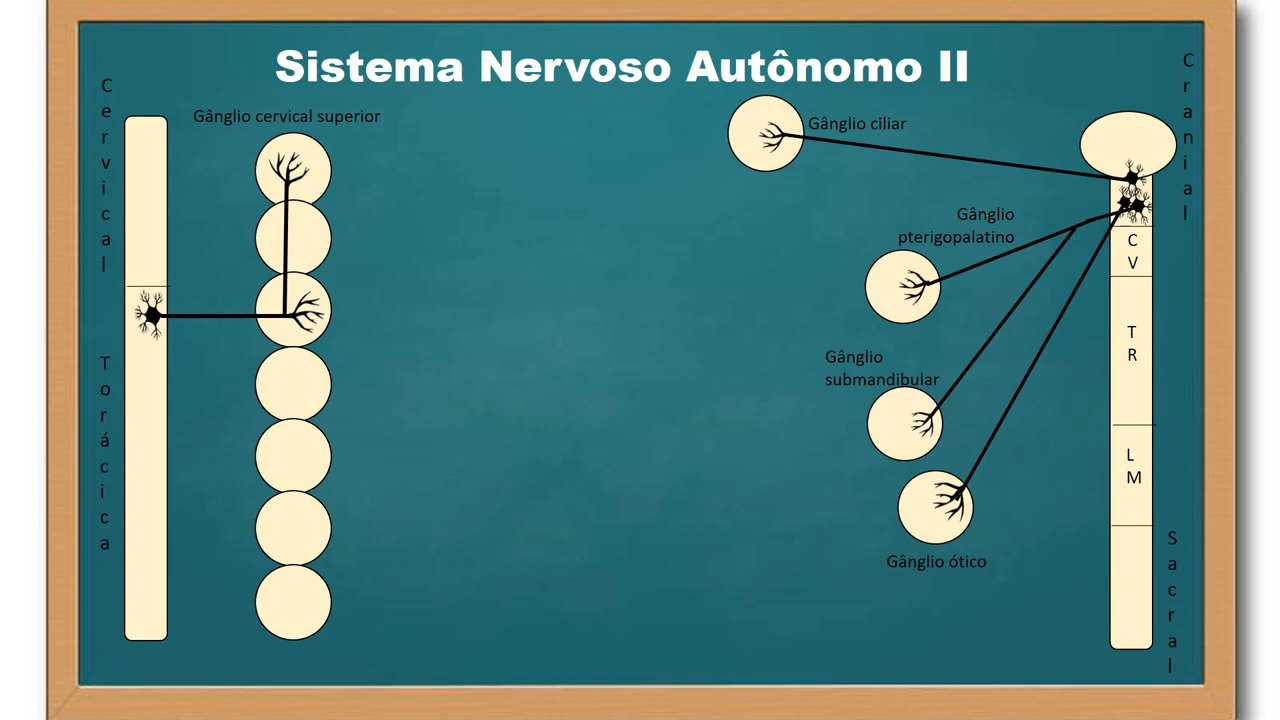 Sistema Nervoso Autônomo II
Cervical
Gânglio cervical superior
Torácica
Gânglio ciliar
Gânglio
pterigopalatino
Gânglio
submandibular
Gânglio ótico
Cranial
C
V
T
R
L
M
Sacral